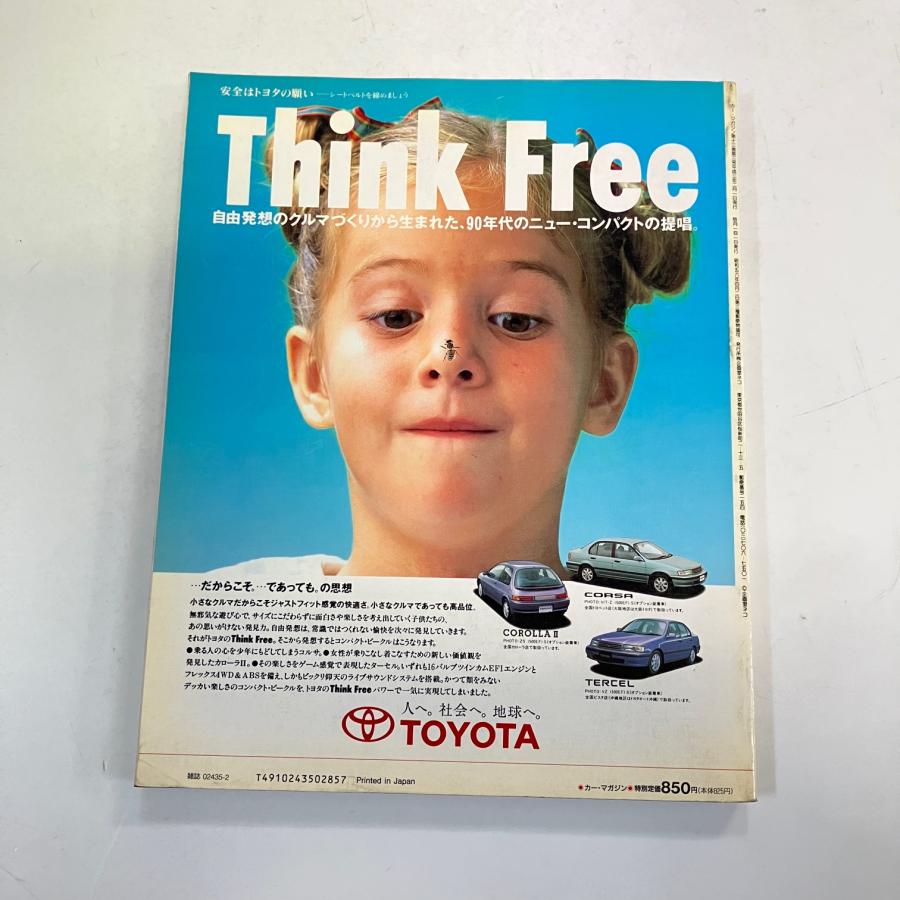 安全はトヨタの願い──シートベルトを締めましょう
Think Free
自由発想のクルマづくりから生まれた、90年代のニュー・コンパクトの提唱。
…だからこそ。…であっても。の思想
小さなクルマだからこそジャストフィット感覚の快適さ。小さなクルマであっても高品位。
無邪気な遊び心で、サイズにこだわらずに面白さや楽しさを考え出していく子供たちの、
あの思いがけない発見力。自由発想は、常識ではつくれない愉快を次々に発見していきます。
それがトヨタのThink Free。そこから発想するとコンパクト・ビークルはこうなります。
●乗る人の心を少年にもどしてしまうコルサ。●女性が乗りこなし着こなすための新しい価値観を
発見したカローラⅡ。●その楽しさをゲーム感覚で表現したターセル。いずれも16バルブツインカムEFIエンジンと
フレックス4WD&ABSを備え、しかもビックリ仰天のライブサウンドシステムを搭載。かつて類をみない
デッカい楽しさのコンパクト・ビークルを、トヨタのThink Freeパワーで一気に実現してしまいました。
CORSA
COROLLA Ⅱ
TERCEL
人へ。社会へ。地球へ。
TOYOTA
雑誌 02435-2
T4910243502857
Printed in Japan
●カー・マガジン●特別定価850円(本体825円)